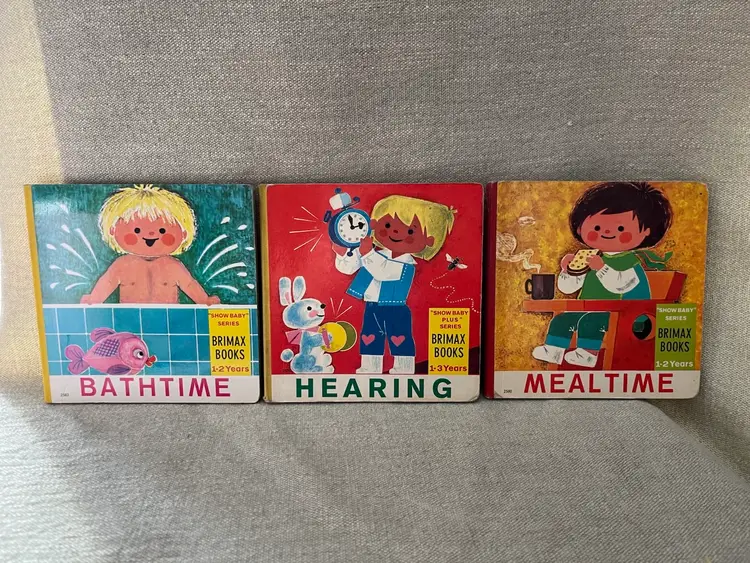 "SHOW BABY"
SERIES
BRIMAX
BOOKS
1-2 Years
BATHTIME
"SHOW BABY
PLUS" SERIES
BRIMAX
BOOKS
1-3 Years
HEARING
"SHOW BABY"
SERIES
BRIMAX
BOOKS
1-2 Years
MEALTIME